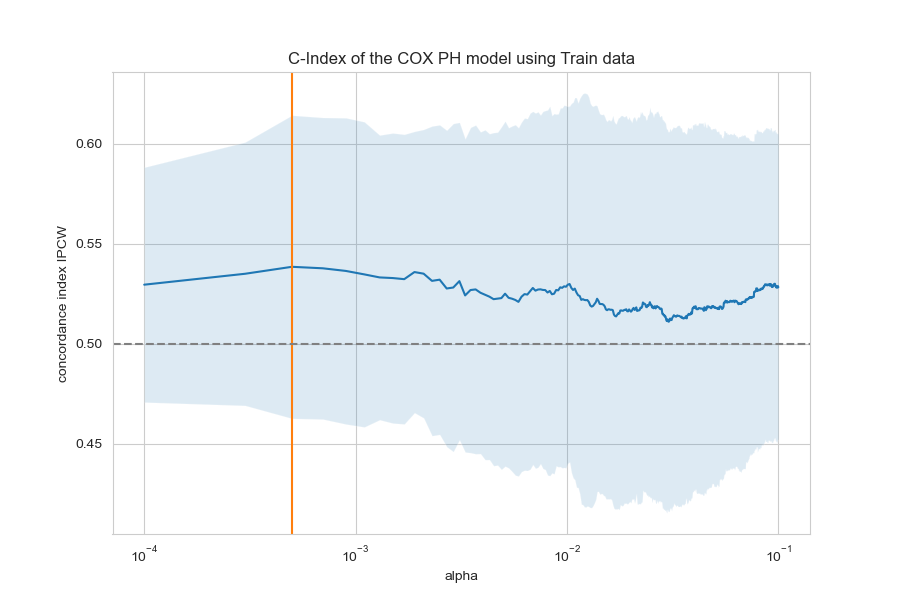 C-Index of the COX PH model using Train data
concordance index IPCW
0.60
0.55
0.50
0.45
10⁻⁴
10⁻³
10⁻²
10⁻¹
alpha